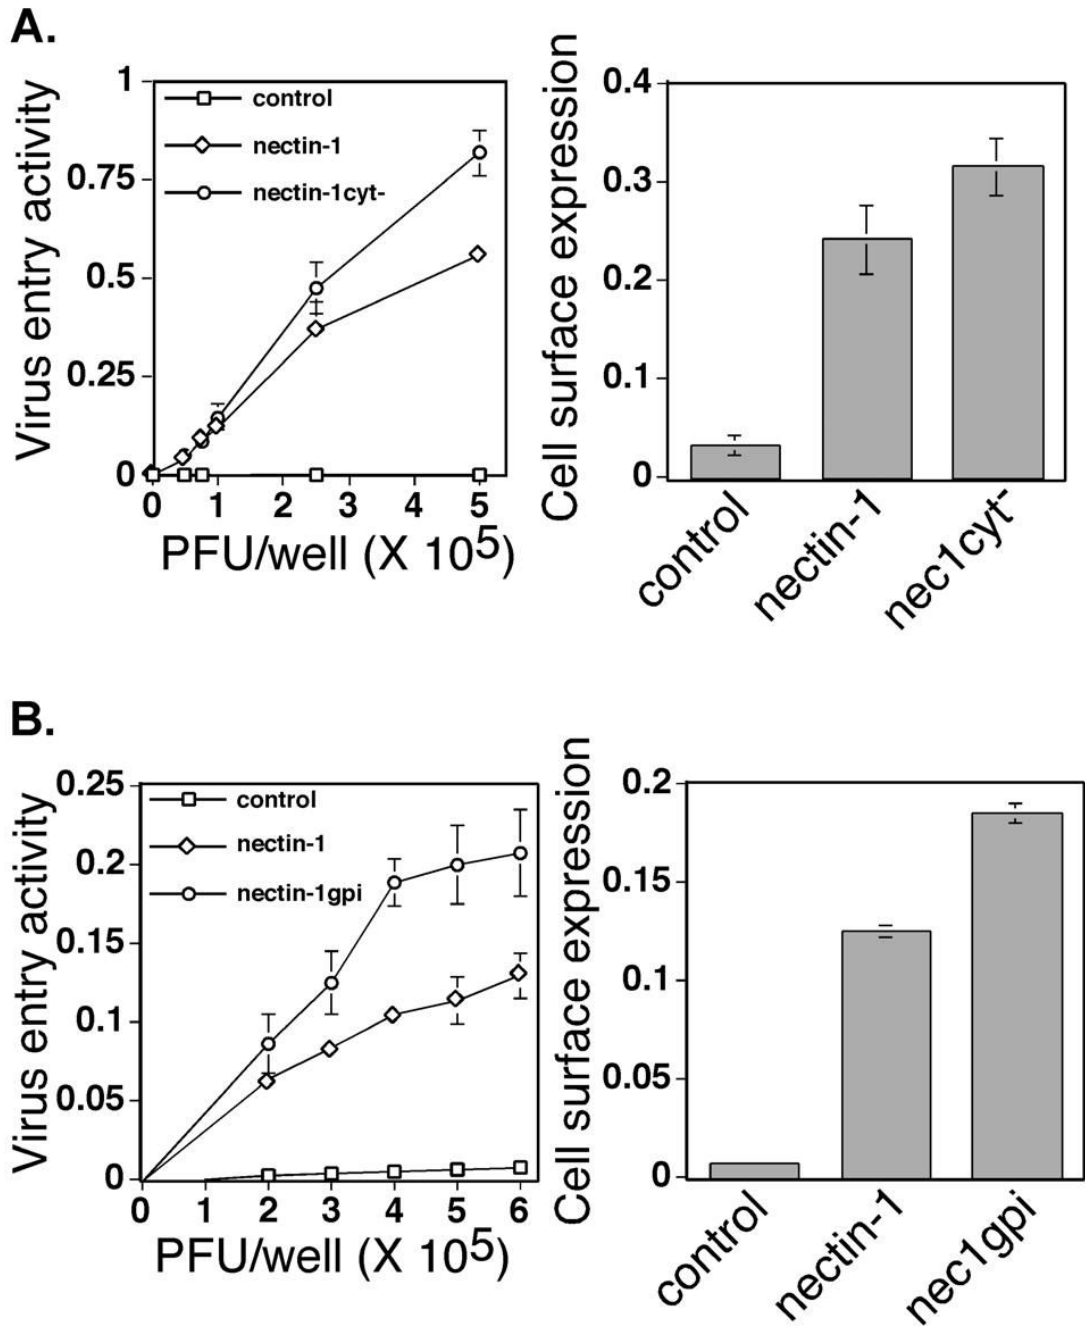 A.
Virus entry activity
1
0.75
0.5
0.25
0
control
nectin-1
nectin-1cyt-
0 1 2 3 4 5
PFU/well (X 10⁵)
Cell surface expression
0.4
0.3
0.2
0.1
0
control
nectin-1
nec1cyt⁻
B.
Virus entry activity
0.25
0.2
0.15
0.1
0.05
0
control
nectin-1
nectin-1gpi
0 1 2 3 4 5 6
PFU/well (X 10⁵)
Cell surface expression
0.2
0.15
0.1
0.05
0
control
nectin-1
nec1gpi